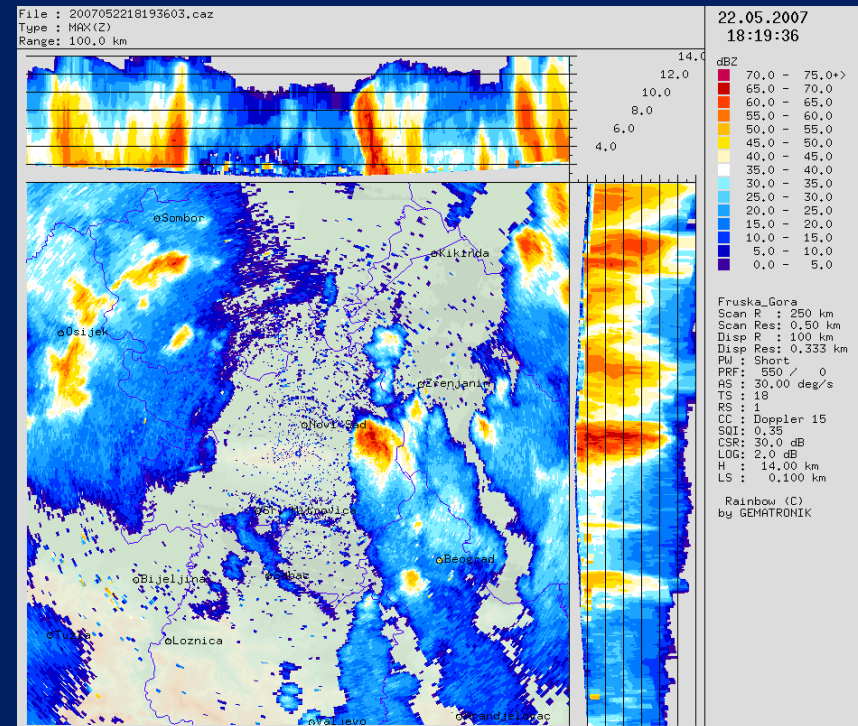 File : 2007052218193603.caz
Type : MAX(Z)
Range: 100.0 km
22.05.2007
18:19:36
14.0
12.0
10.0
8.0
6.0
4.0
dBZ
70.0 - 75.0+>
65.0 - 70.0
60.0 - 65.0
55.0 - 60.0
50.0 - 55.0
45.0 - 50.0
40.0 - 45.0
35.0 - 40.0
30.0 - 35.0
25.0 - 30.0
20.0 - 25.0
15.0 - 20.0
10.0 - 15.0
5.0 - 10.0
0.0 - 5.0
Fruska_Gora
Scan R : 250 km
Scan Res: 0.50 km
Disp R : 100 km
Disp Res: 0.333 km
PW : Short
PRF: 550 / 0
AS : 30.00 deg/s
TS : 18
RS : 1
CC : Doppler 15
SQI: 0.35
CSR: 30.0 dB
LOG: 2.0 dB
H : 14.00 km
LS : 0.100 km
Rainbow (C)
by GEMATRONIK
Sombor
Kikinda
Osijek
Zrenjanin
Novi Sad
Sr. Mitrovica
Beograd
Bijeljina
Sabac
Tuzla
Loznica
Valjevo
Arandjelovac